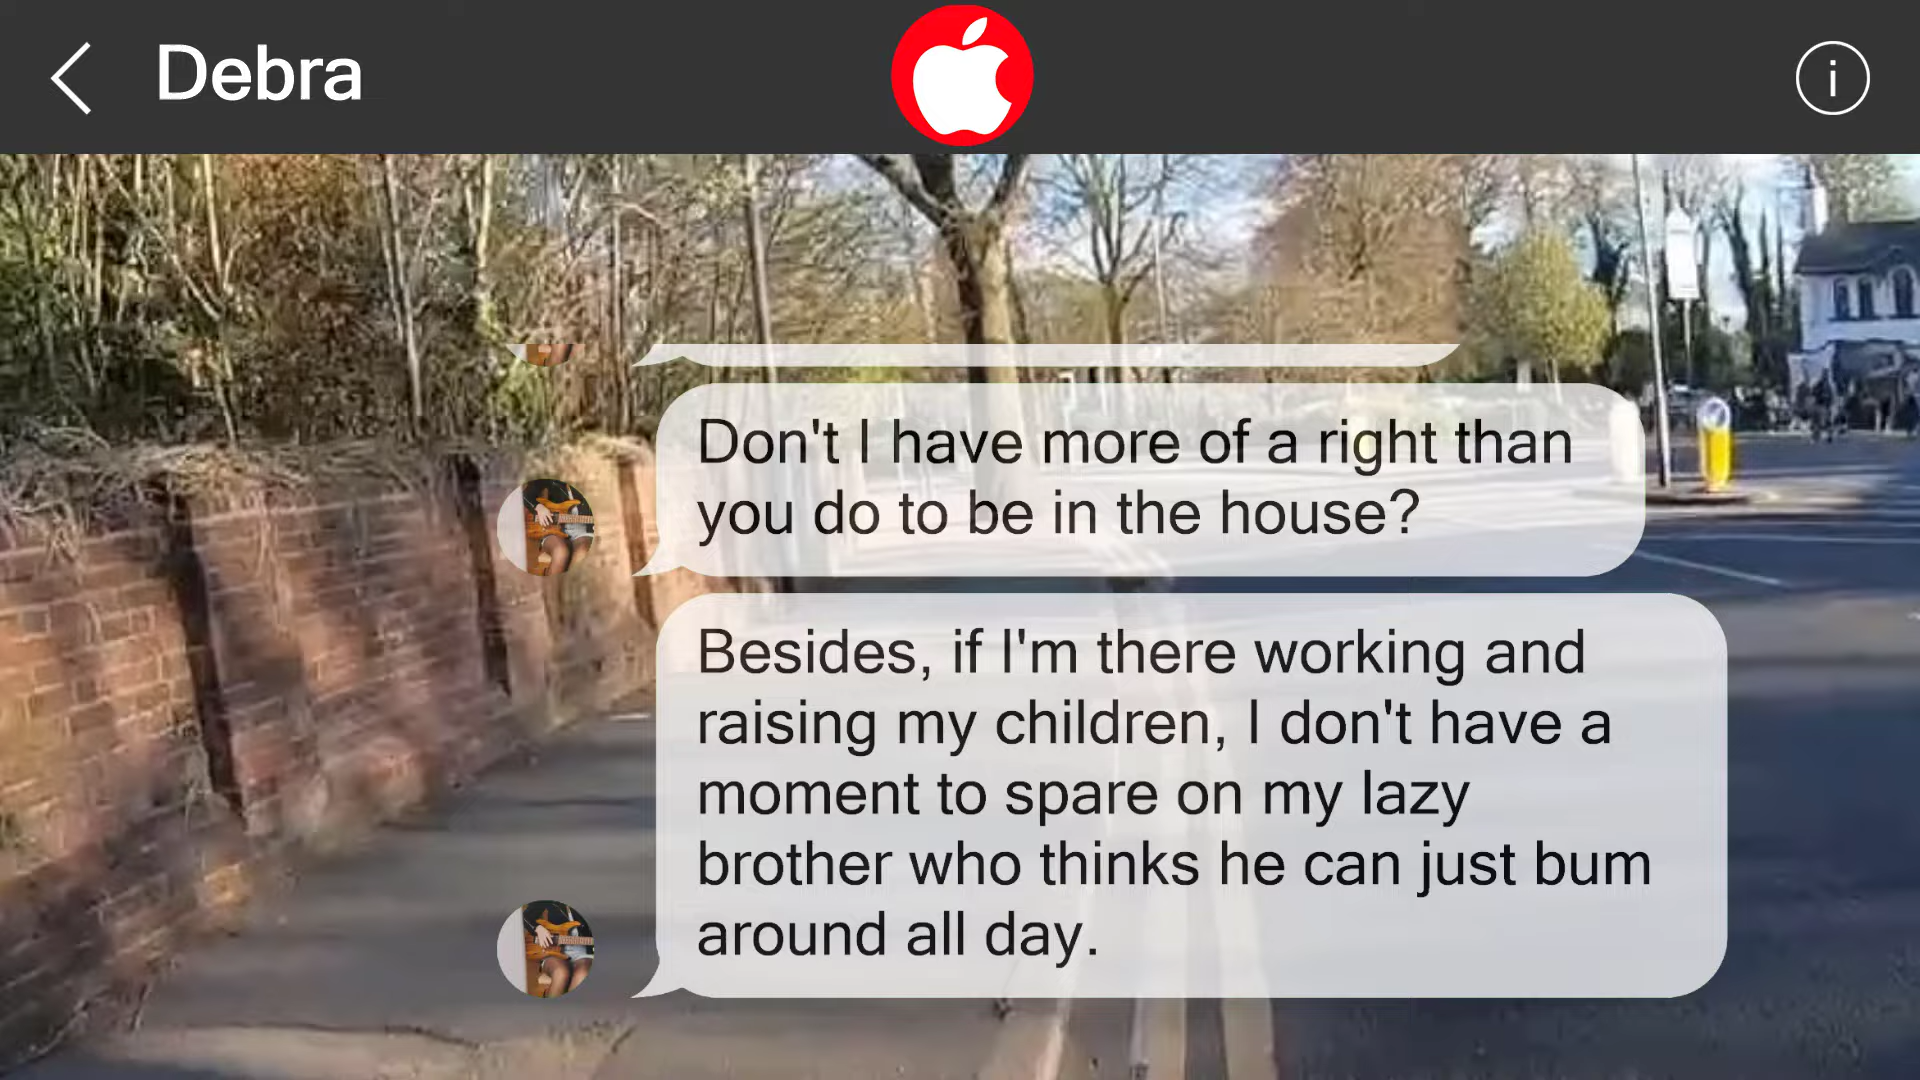 Debra
Don't I have more of a right than
you do to be in the house?
Besides, if I'm there working and
raising my children, I don't have a
moment to spare on my lazy
brother who thinks he can just bum
around all day.